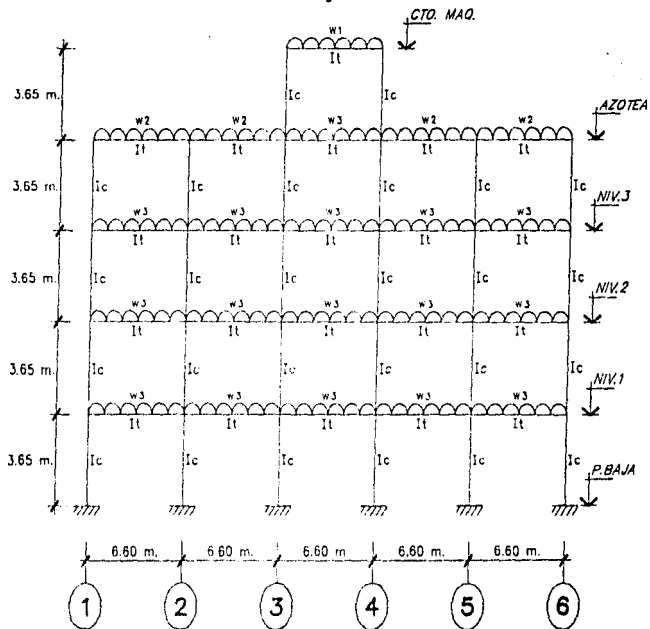 CTO. MAQ.
w1
It
3.65 m. Ic Ic
AZOTEA
w2 w2 w3 w2 w2
It It It It It
3.65 m. Ic Ic Ic Ic Ic Ic
NIV.3
w3 w3 w3 w3 w3
It It It It It
3.65 m. Ic Ic Ic Ic Ic Ic
NIV.2
w3 w3 w3 w3 w3
It It It It It
3.65 m. Ic Ic Ic Ic Ic Ic
NIV.1
w3 w3 w3 w3 w3
It It It It It
3.65 m. Ic Ic Ic Ic Ic Ic
P.BAJA
6.60 m. 6.60 m. 6.60 m 6.60 m. 6.60 m.
1 2 3 4 5 6